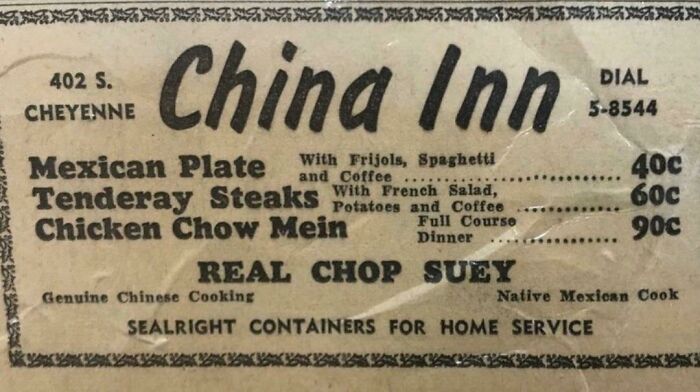 402 S.
CHEYENNE
China Inn
DIAL
5-8544
Mexican Plate With Frijols, Spaghetti and Coffee .................. 40c
Tenderay Steaks With French Salad, Potatoes and Coffee ............ 60c
Chicken Chow Mein Full Course Dinner .............. 90c
REAL CHOP SUEY
Genuine Chinese Cooking Native Mexican Cook
SEALRIGHT CONTAINERS FOR HOME SERVICE